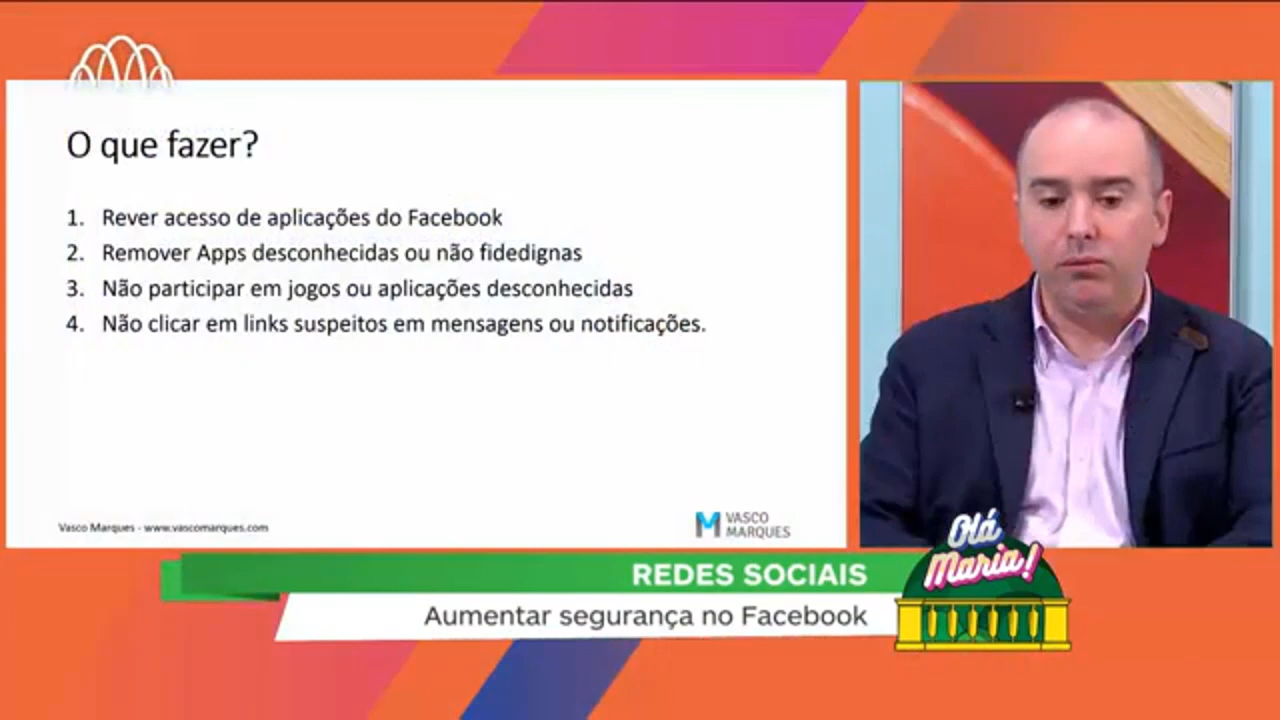 O que fazer?
1. Rever acesso de aplicações do Facebook
2. Remover Apps desconhecidas ou não fidedignas
3. Não participar em jogos ou aplicações desconhecidas
4. Não clicar em links suspeitos em mensagens ou notificações.
Vasco Marques - www.vascomarques.com
VASCO
MARQUES
Olá
Maria!
REDES SOCIAIS
Aumentar segurança no Facebook